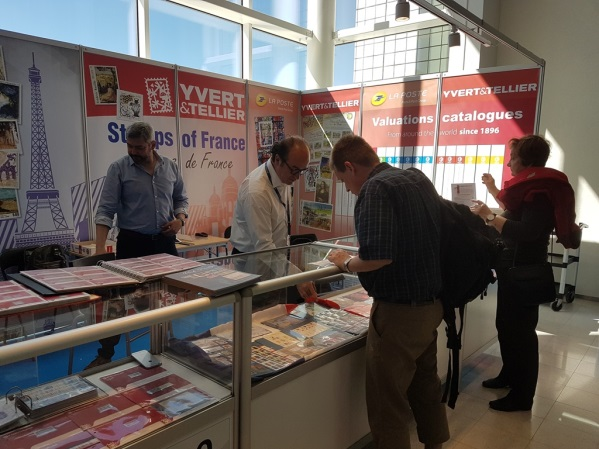 YVERT
&TELLIER
LA POSTE
YVERT&TELLIER
LA POSTE
YVERT&TELLIER
Stamps of France
de France
Valuations catalogues
From around the world since 1896